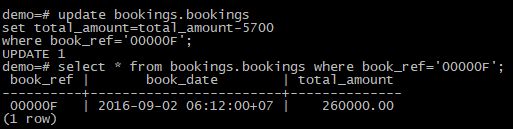 demo=# update bookings.bookings
set total_amount=total_amount-5700
where book_ref='00000F';
UPDATE 1
demo=# select * from bookings.bookings where book_ref='00000F';
 book_ref |       book_date        | total_amount
----------+------------------------+--------------
 00000F   | 2016-09-02 06:12:00+07 |    260000.00
(1 row)